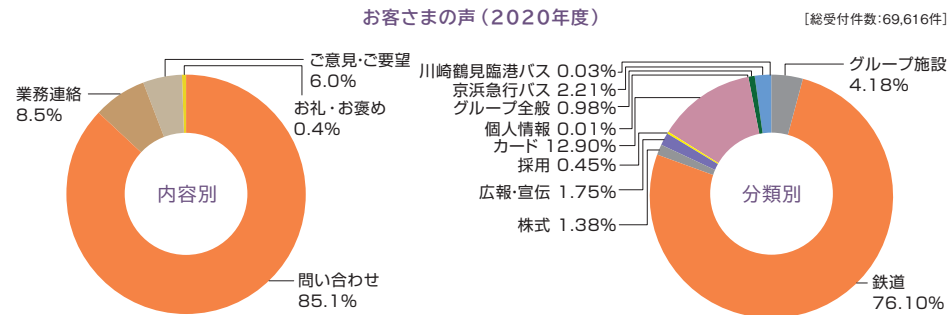 お客さまの声（2020年度）
［総受付件数:69,616件］
ご意見・ご要望
6.0%
業務連絡
8.5%
お礼・お褒め
0.4%
内容別
問い合わせ
85.1%
川崎鶴見臨港バス 0.03%
京浜急行バス 2.21%
グループ全般 0.98%
個人情報 0.01%
カード 12.90%
採用 0.45%
広報・宣伝 1.75%
株式 1.38%
グループ施設
4.18%
分類別
鉄道
76.10%